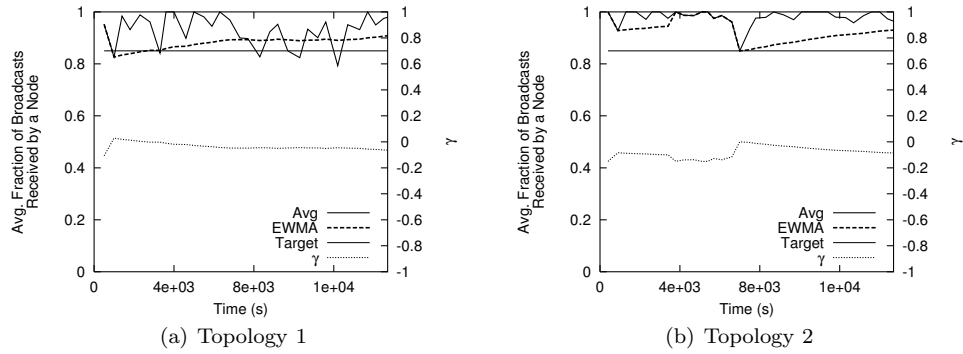 Avg. Fraction of Broadcasts
Received by a Node
1
0.8
0.6
0.4
0.2
0
1
0.8
0.6
0.4
0.2
0
-0.2
-0.4
-0.6
-0.8
-1
γ
Avg
EWMA
Target
γ
0
4e+03
8e+03
1e+04
Time (s)
(a) Topology 1
Avg. Fraction of Broadcasts
Received by a Node
1
0.8
0.6
0.4
0.2
0
1
0.8
0.6
0.4
0.2
0
-0.2
-0.4
-0.6
-0.8
-1
γ
Avg
EWMA
Target
γ
0
4e+03
8e+03
1e+04
Time (s)
(b) Topology 2